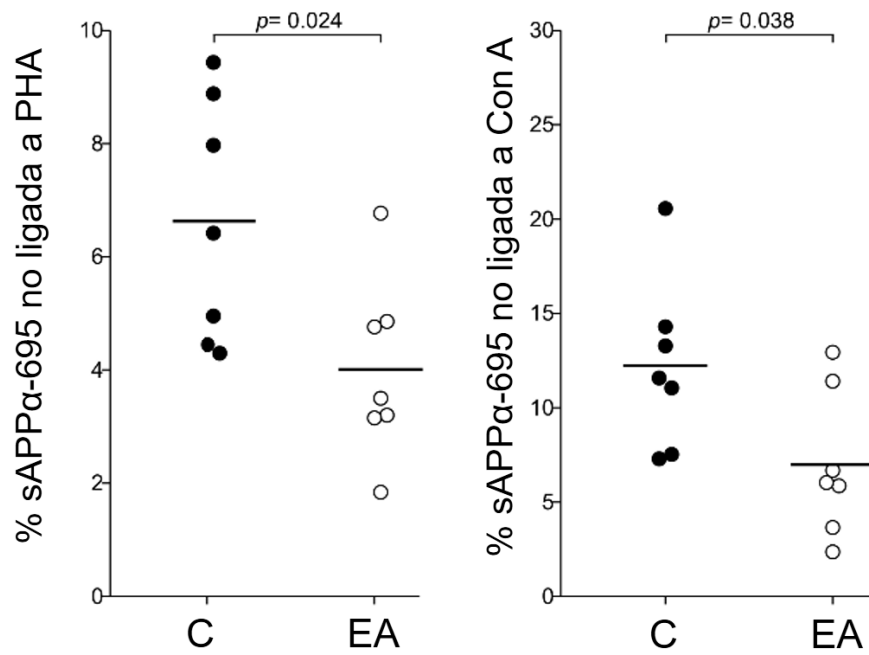 % sAPPα-695 no ligada a PHA
p= 0.024
10
8
6
4
2
0
C EA
% sAPPα-695 no ligada a Con A
p= 0.038
30
25
20
15
10
5
0
C EA